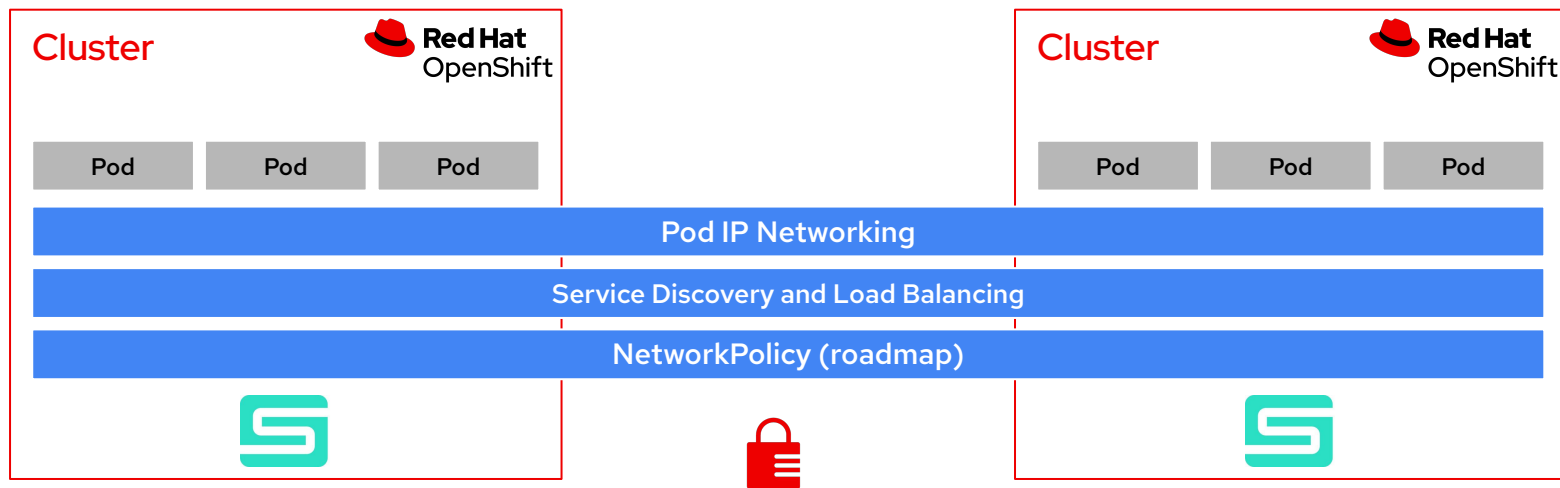 Cluster
Red Hat
OpenShift
Cluster
Red Hat
OpenShift
Pod
Pod
Pod
Pod
Pod
Pod
Pod IP Networking
Service Discovery and Load Balancing
NetworkPolicy (roadmap)